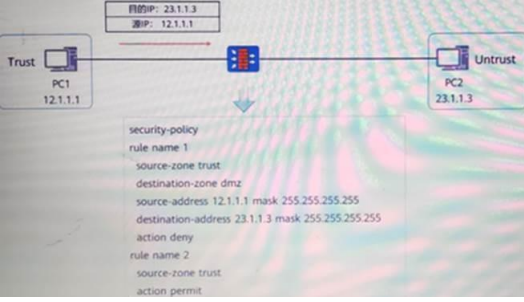 目的IP: 23.1.1.3
源IP: 12.1.1.1
Trust
Untrust
PC1
12.1.1.1
PC2
23.1.1.3
security-policy
rule name 1
source-zone trust
destination-zone dmz
source-address 12.1.1.1 mask 255.255.255.255
destination-address 23.1.1.3 mask 255.255.255.255
action deny
rule name 2
source-zone trust
action permit